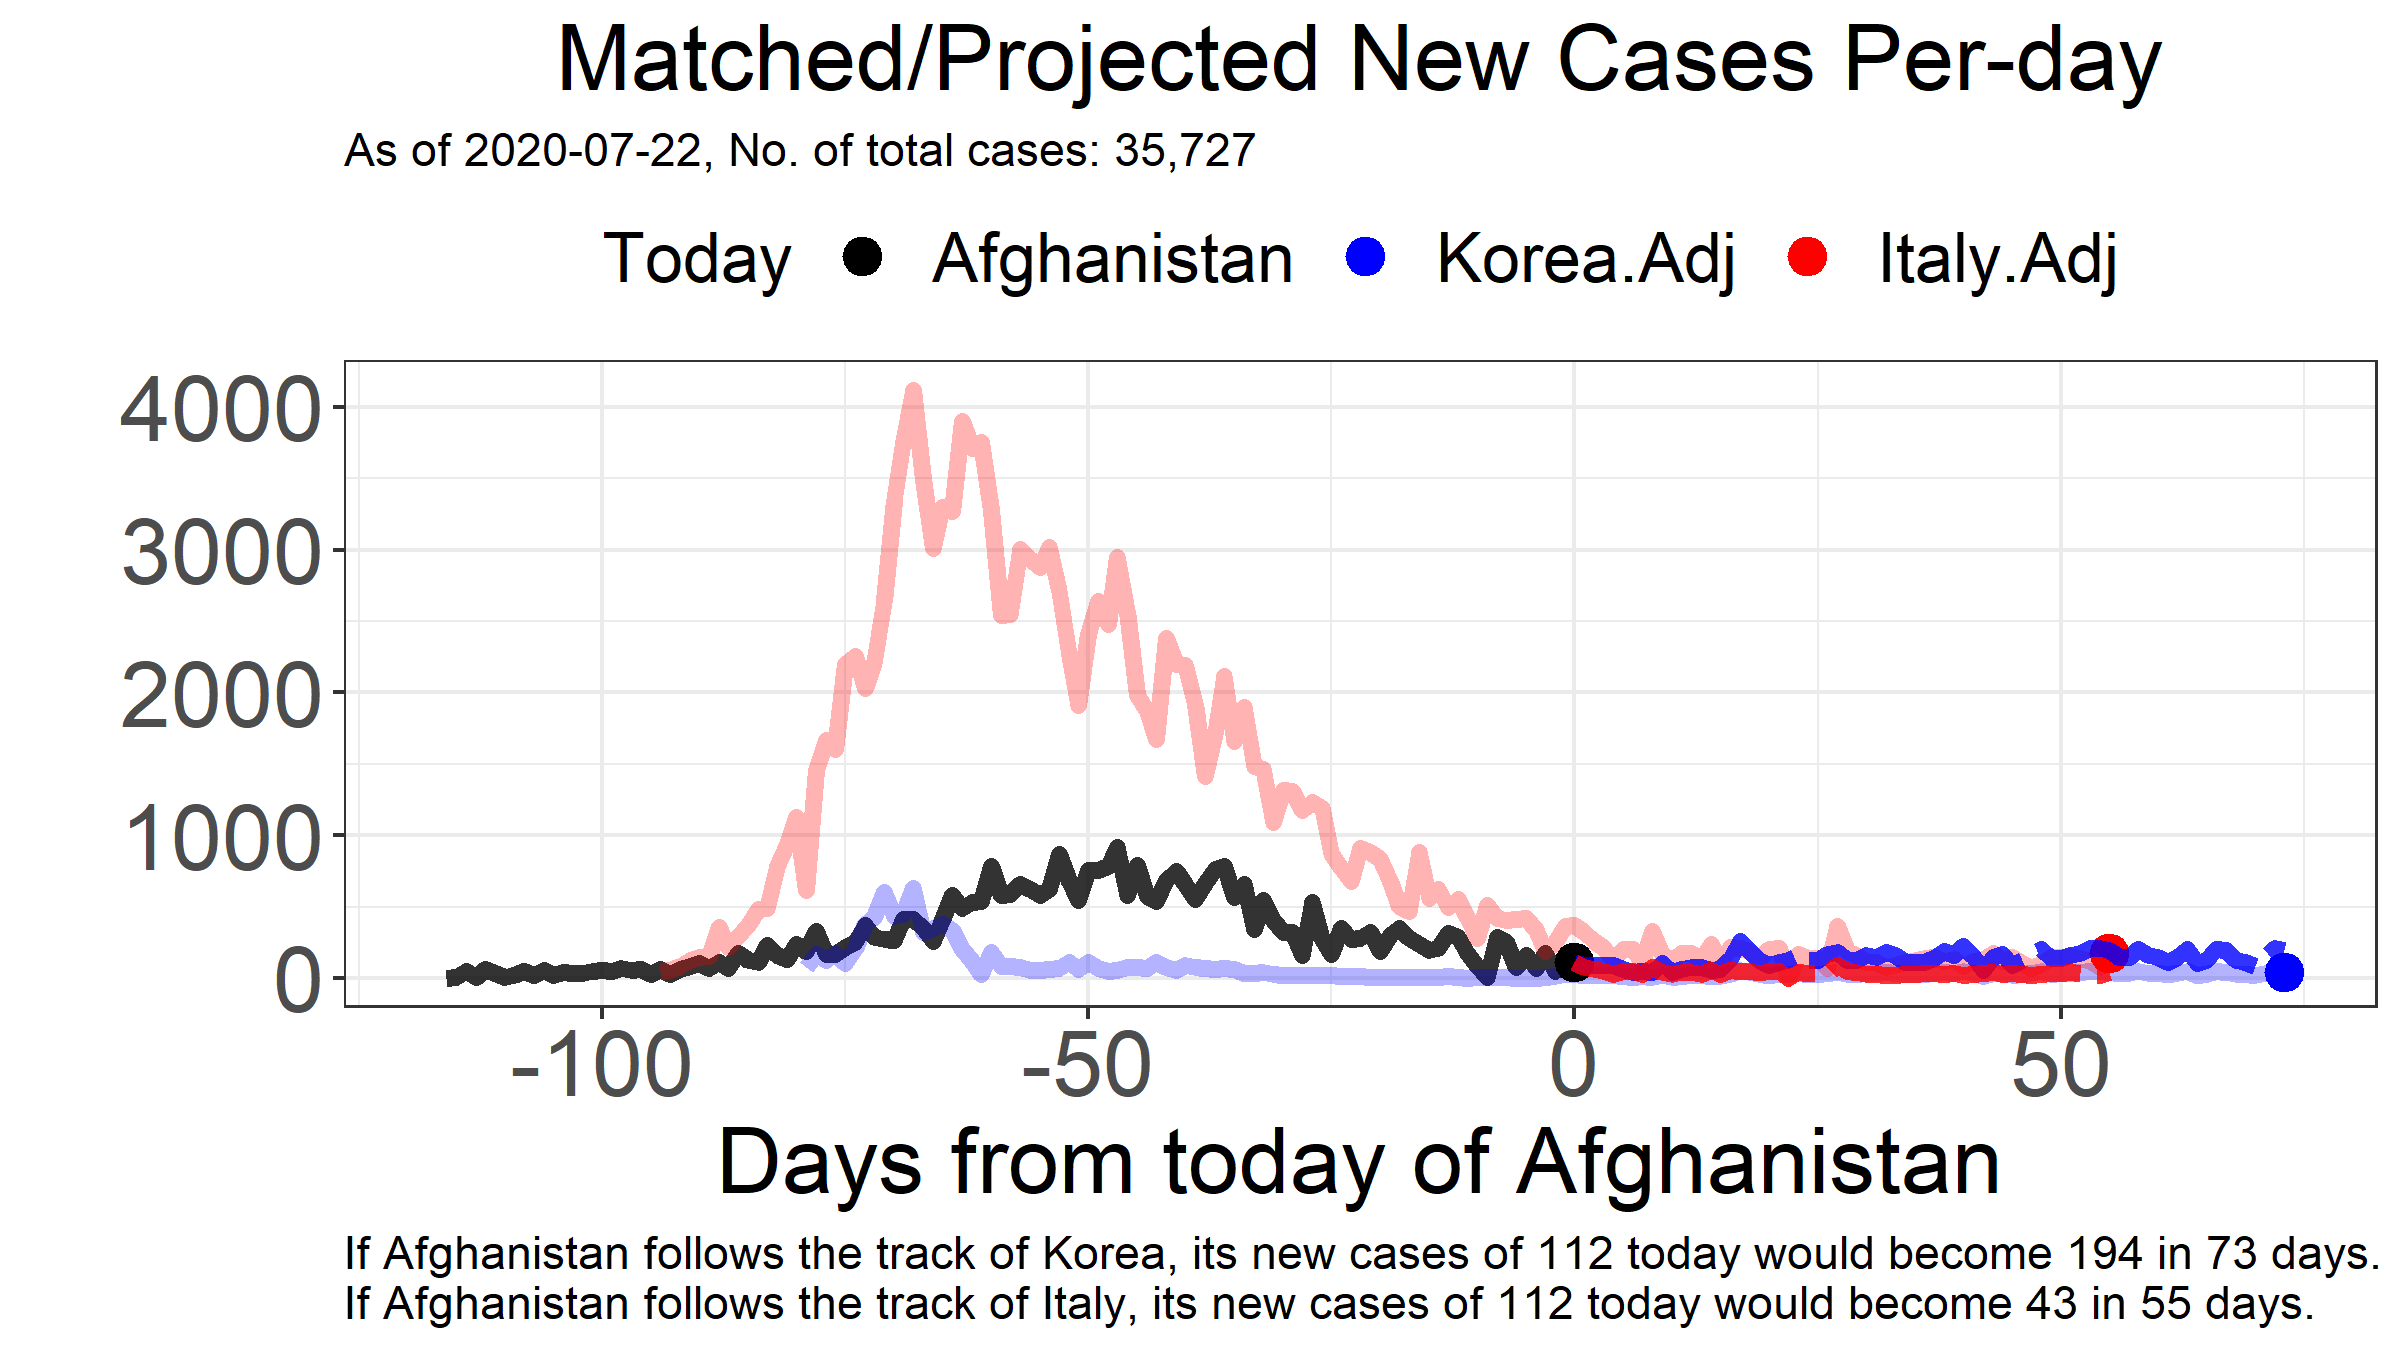 Matched/Projected New Cases Per-day
As of 2020-07-22, No. of total cases: 35,727
Today Afghanistan Korea.Adj Italy.Adj
4000
3000
2000
1000
0
-100 -50 0 50
Days from today of Afghanistan
If Afghanistan follows the track of Korea, its new cases of 112 today would become 194 in 73 days.
If Afghanistan follows the track of Italy, its new cases of 112 today would become 43 in 55 days.